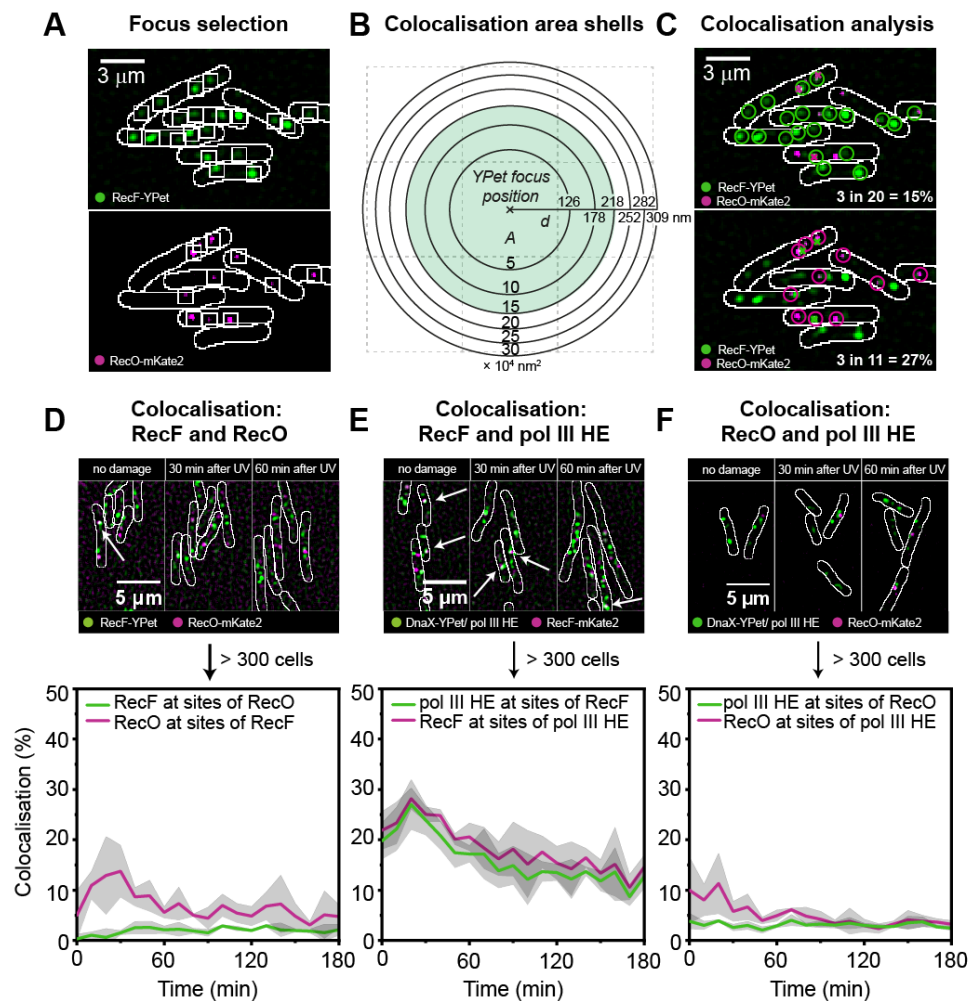 A Focus selection
3 μm
RecF-YPet
RecO-mKate2
B Colocalisation area shells
YPet focus
position
126 218 282
d 178 252 309 nm
A
5
10
15
20
25
30
× 10⁴ nm²
C Colocalisation analysis
3 μm
RecF-YPet
RecO-mKate2
3 in 20 = 15%
RecF-YPet
RecO-mKate2
3 in 11 = 27%
D Colocalisation:
RecF and RecO
no damage 30 min after UV 60 min after UV
5 μm
RecF-YPet RecO-mKate2
> 300 cells
50
40
30
20
10
0
RecF at sites of RecO
RecO at sites of RecF
Colocalisation (%)
0 60 120 180
Time (min)
E Colocalisation:
RecF and pol III HE
no damage 30 min after UV 60 min after UV
5 μm
DnaX-YPet/ pol III HE RecF-mKate2
> 300 cells
50
40
30
20
10
0
pol III HE at sites of RecF
RecF at sites of pol III HE
0 60 120 180
Time (min)
F Colocalisation:
RecO and pol III HE
no damage 30 min after UV 60 min after UV
5 μm
DnaX-YPet/ pol III HE RecO-mKate2
> 300 cells
50
40
30
20
10
0
pol III HE at sites of RecO
RecO at sites of pol III HE
0 60 120 180
Time (min)